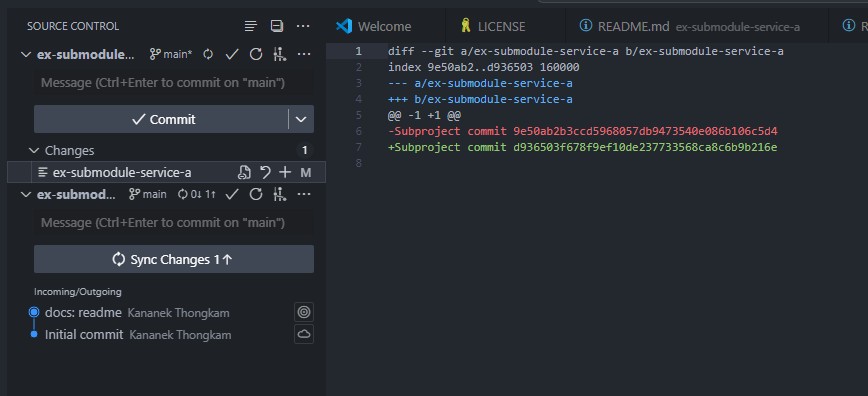 SOURCE CONTROL
ex-submodule... main*
Message (Ctrl+Enter to commit on "main")
Commit
Changes 1
ex-submodule-service-a M
ex-submod... main 0↓ 1↑
Message (Ctrl+Enter to commit on "main")
Sync Changes 1↑
Incoming/Outgoing
docs: readme Kananek Thongkam
Initial commit Kananek Thongkam
Welcome LICENSE README.md ex-submodule-service-a R
1 diff --git a/ex-submodule-service-a b/ex-submodule-service-a
2 index 9e50ab2..d936503 160000
3 --- a/ex-submodule-service-a
4 +++ b/ex-submodule-service-a
5 @@ -1 +1 @@
6 -Subproject commit 9e50ab2b3ccd5968057db9473540e086b106c5d4
7 +Subproject commit d936503f678f9ef10de237733568ca8c6b9b216e
8